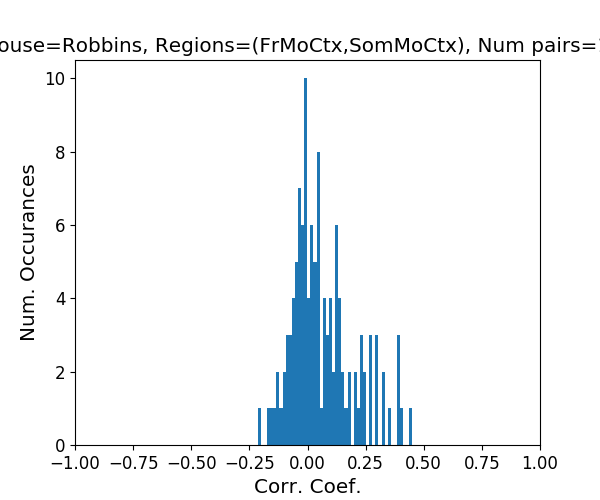 ouse=Robbins, Regions=(FrMoCtx,SomMoCtx), Num pairs=
10
8
6
4
2
0
Num. Occurances
−1.00 −0.75 −0.50 −0.25 0.00 0.25 0.50 0.75 1.00
Corr. Coef.